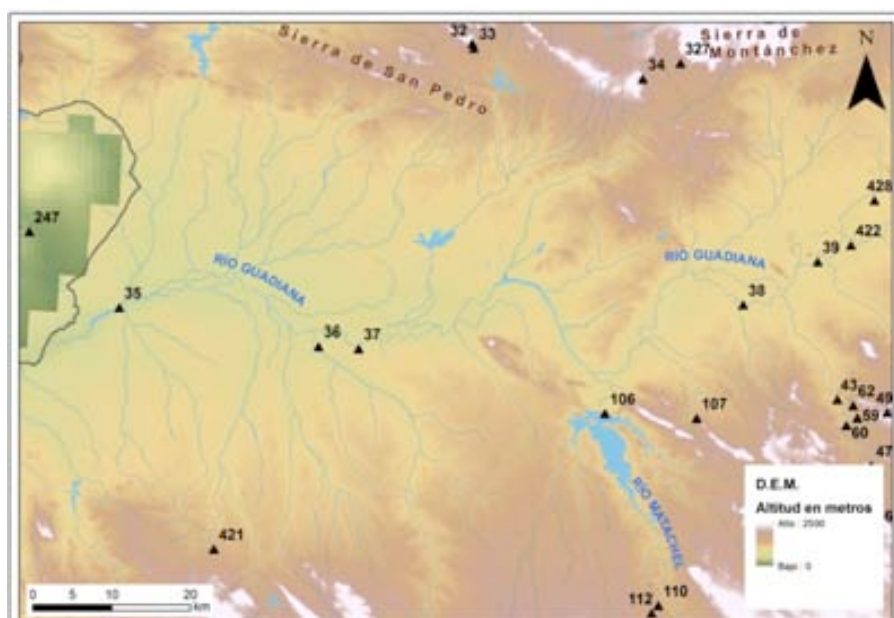 32
33
Sierra de San Pedro
Sierra de
Montánchez
327
34
N
247
428
422
39
RÍO GUADIANA
RÍO GUADIANA
35
38
36
37
43
62
49
106
107
59
60
47
RÍO MATACHEL
D.E.M.
Altitud en metros
Alto : 2500
Bajo : 0
6
421
0 5 10 20
km
112
110